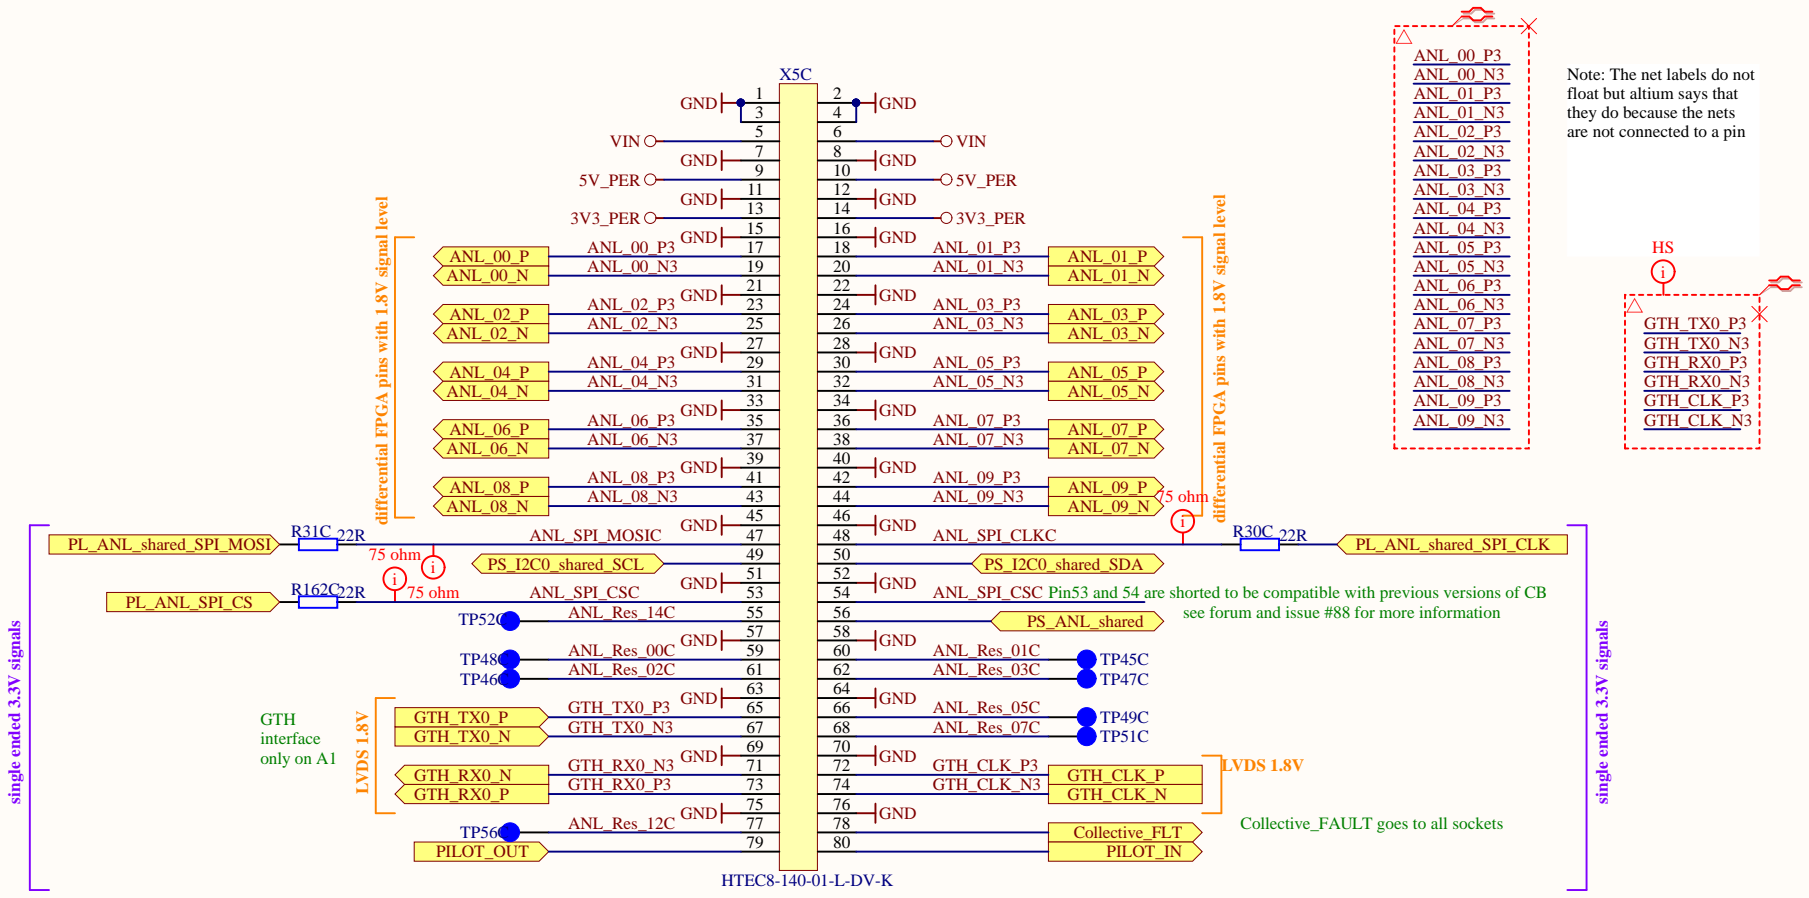 X5C
GND 1 2 GND
3 4
VIN 5 6 VIN
GND 7 8 GND
5V_PER 9 10 5V_PER
GND 11 12 GND
3V3_PER 13 14 3V3_PER
GND 15 16 GND
ANL_00_P ANL_00_P3 17 18 ANL_01_P3 ANL_01_P
ANL_00_N ANL_00_N3 19 20 ANL_01_N3 ANL_01_N
GND 21 22 GND
ANL_02_P ANL_02_P3 23 24 ANL_03_P3 ANL_03_P
ANL_02_N ANL_02_N3 25 26 ANL_03_N3 ANL_03_N
GND 27 28 GND
ANL_04_P ANL_04_P3 29 30 ANL_05_P3 ANL_05_P
ANL_04_N ANL_04_N3 31 32 ANL_05_N3 ANL_05_N
GND 33 34 GND
ANL_06_P ANL_06_P3 35 36 ANL_07_P3 ANL_07_P
ANL_06_N ANL_06_N3 37 38 ANL_07_N3 ANL_07_N
GND 39 40 GND
ANL_08_P ANL_08_P3 41 42 ANL_09_P3 ANL_09_P
ANL_08_N ANL_08_N3 43 44 ANL_09_N3 ANL_09_N
differential FPGA pins with 1.8V signal level
differential FPGA pins with 1.8V signal level
75 ohm
i
GND 45 46 GND
R31C 22R
R30C 22R
PL_ANL_shared_SPI_MOSI ANL_SPI_MOSIC 47 48 ANL_SPI_CLKC PL_ANL_shared_SPI_CLK
75 ohm
i
PS_I2C0_shared_SCL 49 50 PS_I2C0_shared_SDA
GND 51 52 GND
i
75 ohm
R162C 22R
PL_ANL_SPI_CS ANL_SPI_CSC 53 54 ANL_SPI_CSC
Pin53 and 54 are shorted to be compatible with previous versions of CB
see forum and issue #88 for more information
TP52C ANL_Res_14C 55 56 PS_ANL_shared
GND 57 58 GND
TP48C ANL_Res_00C 59 60 ANL_Res_01C TP45C
TP46C ANL_Res_02C 61 62 ANL_Res_03C TP47C
GND 63 64 GND
GTH_TX0_P GTH_TX0_P3 65 66 ANL_Res_05C TP49C
GTH_TX0_N GTH_TX0_N3 67 68 ANL_Res_07C TP51C
GND 69 70 GND
GTH_RX0_N GTH_RX0_N3 71 72 GTH_CLK_P3 GTH_CLK_P
GTH_RX0_P GTH_RX0_P3 73 74 GTH_CLK_N3 GTH_CLK_N
GND 75 76 GND
TP56C ANL_Res_12C 77 78 Collective_FLT
PILOT_OUT 79 80 PILOT_IN
HTEC8-140-01-L-DV-K
GTH
interface
only on A1
LVDS 1.8V
LVDS 1.8V
Collective_FAULT goes to all sockets
single ended 3.3V signals
single ended 3.3V signals
ANL_00_P3
ANL_00_N3
ANL_01_P3
ANL_01_N3
ANL_02_P3
ANL_02_N3
ANL_03_P3
ANL_03_N3
ANL_04_P3
ANL_04_N3
ANL_05_P3
ANL_05_N3
ANL_06_P3
ANL_06_N3
ANL_07_P3
ANL_07_N3
ANL_08_P3
ANL_08_N3
ANL_09_P3
ANL_09_N3
Note: The net labels do not
float but altium says that
they do because the nets
are not connected to a pin
HS
i
GTH_TX0_P3
GTH_TX0_N3
GTH_RX0_P3
GTH_RX0_N3
GTH_CLK_P3
GTH_CLK_N3